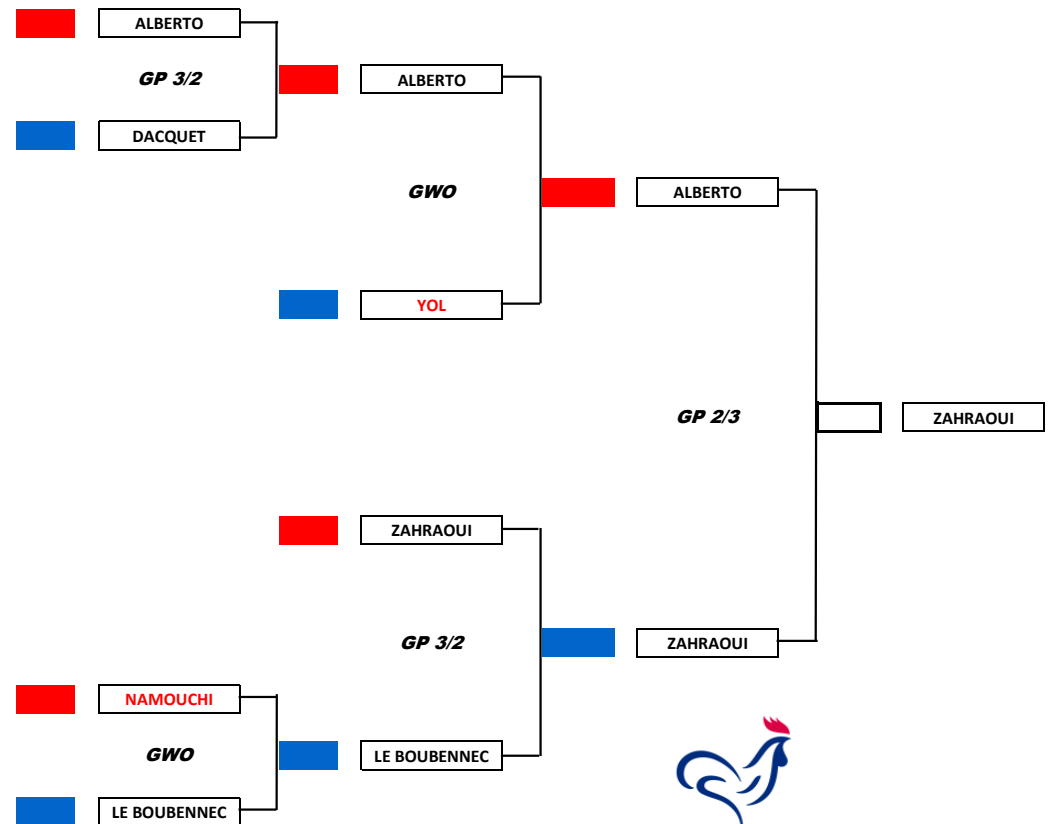 ALBERTO
GP 3/2
ALBERTO
DACQUET
GWO
ALBERTO
YOL
GP 2/3
ZAHRAOUI
ZAHRAOUI
GP 3/2
ZAHRAOUI
NAMOUCHI
GWO
LE BOUBENNEC
LE BOUBENNEC